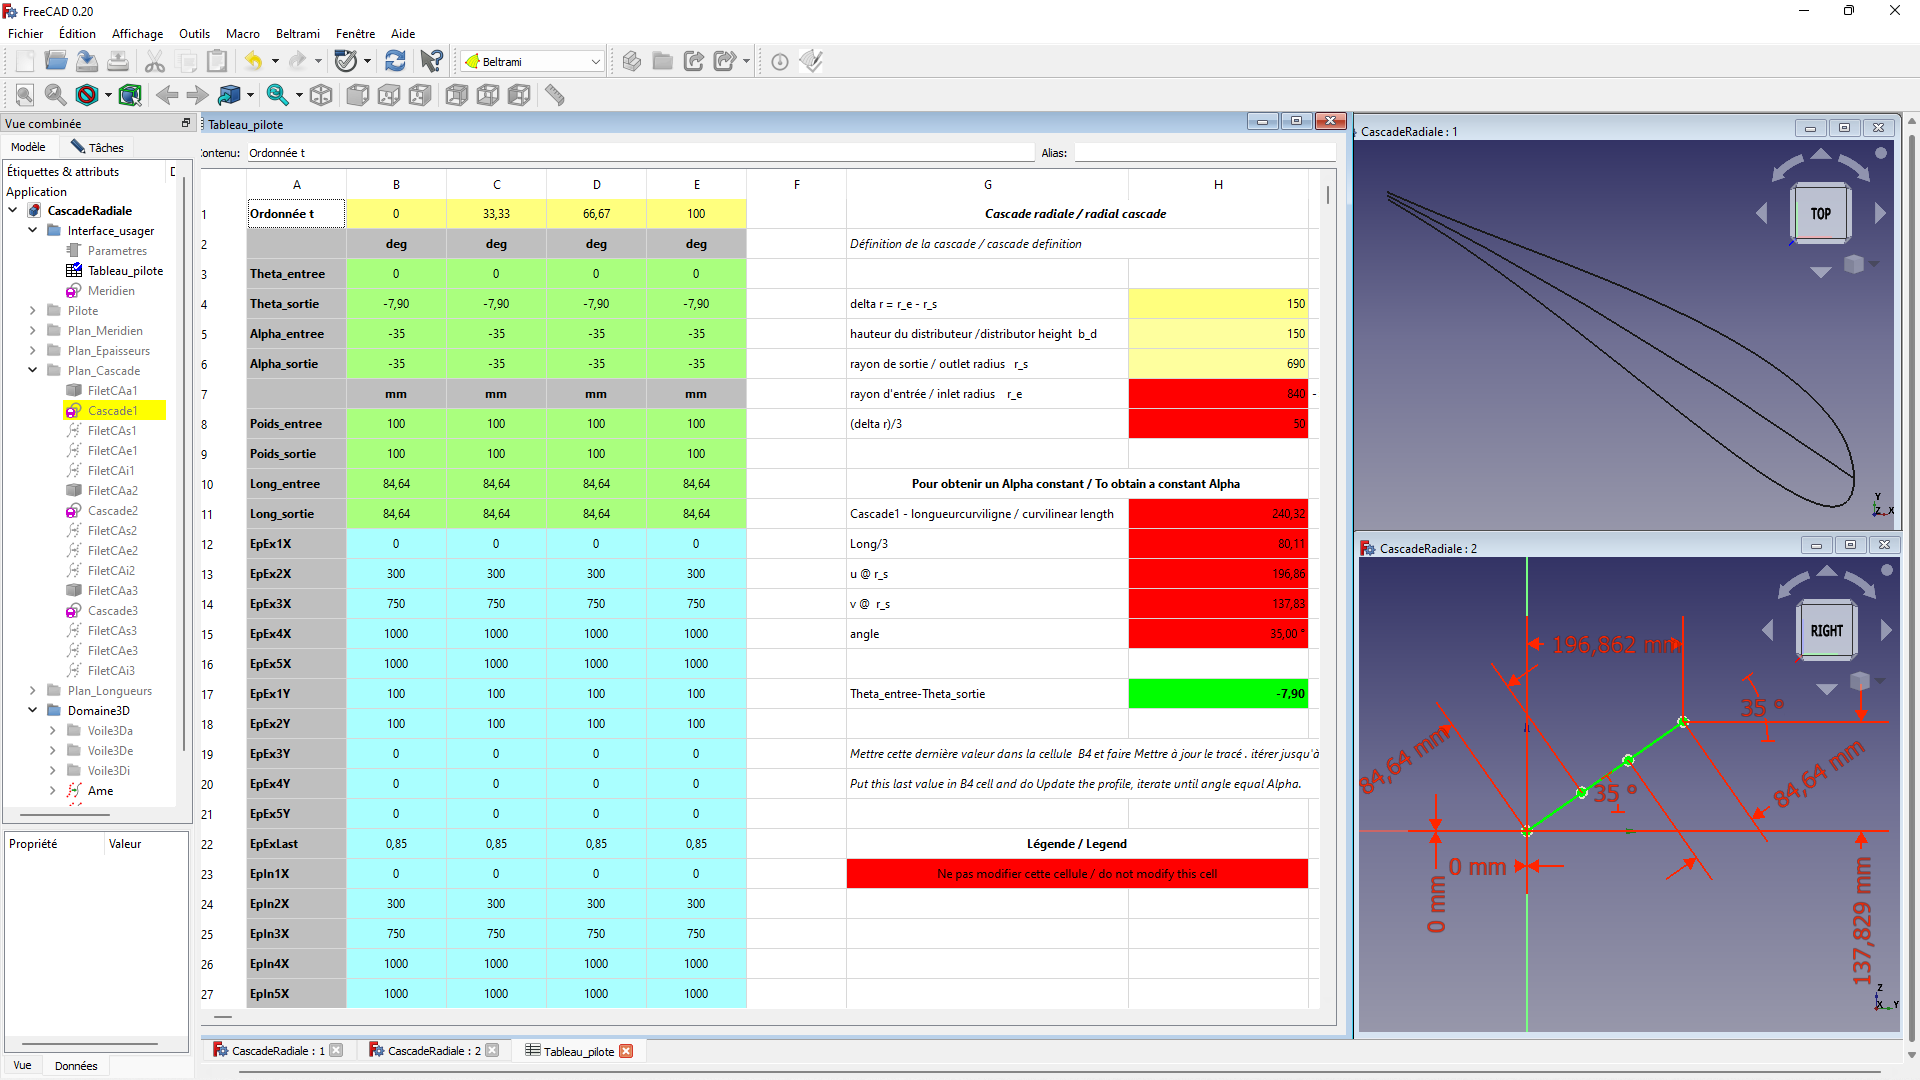 FreeCAD 0.20
Fichier Édition Affichage Outils Macro Beltrami Fenêtre Aide
Beltrami
Vue combinée
Modèle Tâches
Étiquettes & attributs
Application
CascadeRadiale
Interface_usager
Parametres
Tableau_pilote
Meridien
Pilote
Plan_Meridien
Plan_Epaisseurs
Plan_Cascade
FiletCAa1
Cascade1
FiletCAs1
FiletCAe1
FiletCAi1
FiletCAa2
Cascade2
FiletCAs2
FiletCAe2
FiletCAi2
FiletCAa3
Cascade3
FiletCAs3
FiletCAe3
FiletCAi3
Plan_Longueurs
Domaine3D
Voile3Da
Voile3De
Voile3Di
Ame
Propriété Valeur
Vue Données
Tableau_pilote
Contenu: Ordonnée t Alias:
A B C D E F G H
1 Ordonnée t 0 33,33 66,67 100 Cascade radiale / radial cascade
2 deg deg deg deg Définition de la cascade / cascade definition
3 Theta_entree 0 0 0 0
4 Theta_sortie -7,90 -7,90 -7,90 -7,90 delta r = r_e - r_s 150
5 Alpha_entree -35 -35 -35 -35 hauteur du distributeur /distributor height b_d 150
6 Alpha_sortie -35 -35 -35 -35 rayon de sortie / outlet radius r_s 690
7 mm mm mm mm rayon d'entrée / inlet radius r_e 840 -
8 Poids_entree 100 100 100 100 (delta r)/3 50
9 Poids_sortie 100 100 100 100
10 Long_entree 84,64 84,64 84,64 84,64 Pour obtenir un Alpha constant / To obtain a constant Alpha
11 Long_sortie 84,64 84,64 84,64 84,64 Cascade1 - longueurcurviligne / curvilinear length 240,32
12 EpEx1X 0 0 0 0 Long/3 80,11
13 EpEx2X 300 300 300 300 u @ r_s 196,86
14 EpEx3X 750 750 750 750 v @ r_s 137,83
15 EpEx4X 1000 1000 1000 1000 angle 35,00 °
16 EpEx5X 1000 1000 1000 1000
17 EpEx1Y 100 100 100 100 Theta_entree-Theta_sortie -7,90
18 EpEx2Y 100 100 100 100
19 EpEx3Y 0 0 0 0 Mettre cette dernière valeur dans la cellule B4 et faire Mettre à jour le tracé . itérer jusqu'à
20 EpEx4Y 0 0 0 0 Put this last value in B4 cell and do Update the profile, iterate until angle equal Alpha.
21 EpEx5Y 0 0 0 0
22 EpExLast 0,85 0,85 0,85 0,85 Légende / Legend
23 EpIn1X 0 0 0 0 Ne pas modifier cette cellule / do not modify this cell
24 EpIn2X 300 300 300 300
25 EpIn3X 750 750 750 750
26 EpIn4X 1000 1000 1000 1000
27 EpIn5X 1000 1000 1000 1000
CascadeRadiale : 1 CascadeRadiale : 2 Tableau_pilote
CascadeRadiale : 1
TOP
Y
Z X
CascadeRadiale : 2
RIGHT
196,862 mm
35 °
84,64 mm
84,64 mm
35 °
0 mm
0 mm
137,829 mm
Z
X Y